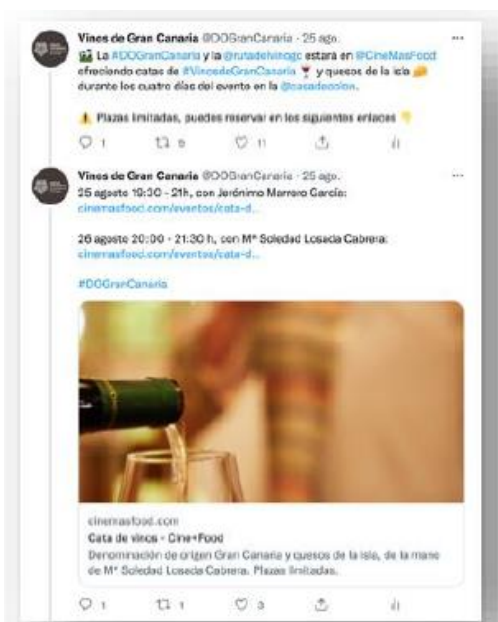 Vinos de Gran Canaria @DOGranCanaria · 25 ago.
La #DOGranCanaria y la @rutadelvinogc estará en @CineMasFood
ofreciendo catas de #VinosdeGranCanaria 🍷 y quesos de la isla 🧀
durante los cuatro días del evento en la @casadecolon.
⚠️ Plazas limitadas, puedes reservar en los siguientes enlaces 👇
1 9 11
Vinos de Gran Canaria @DOGranCanaria · 25 ago.
25 agosto 19:30 - 21h, con Jerónimo Marrero García:
cinemasfood.com/eventos/cata-d...
26 agosto 20:00 - 21:30 h, con Mª Soledad Losada Cabrera:
cinemasfood.com/eventos/cata-d...
#DOGranCanaria
cinemasfood.com
Cata de vinos - Cine+Food
Denominación de origen Gran Canaria y quesos de la isla, de la mano
de Mª Soledad Losada Cabrera. Plazas limitadas.
1 1 3